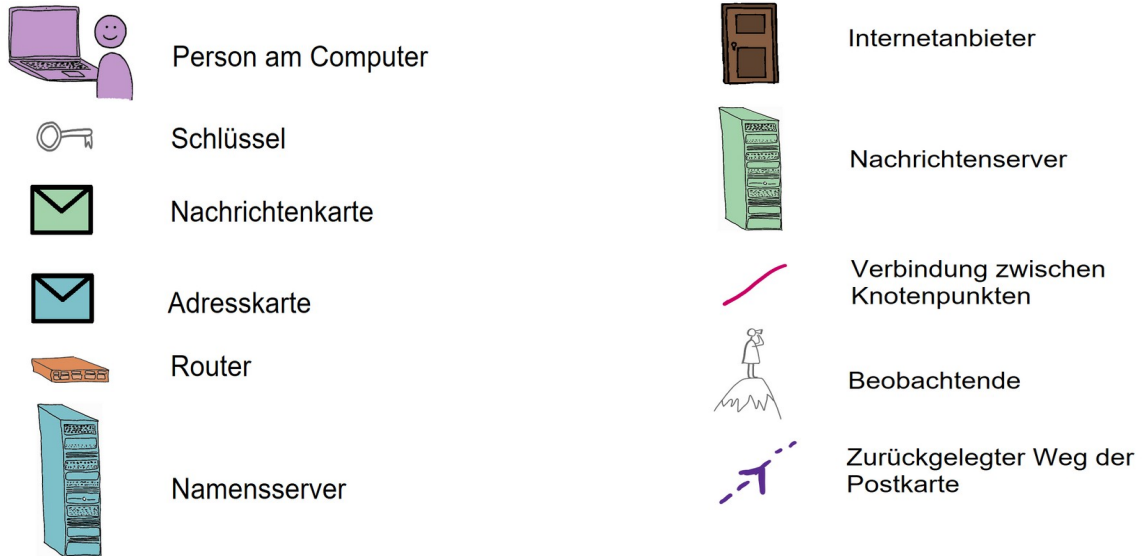 Person am Computer
Schlüssel
Nachrichtenkarte
Adresskarte
Router
Namensserver
Internetanbieter
Nachrichtenserver
Verbindung zwischen
Knotenpunkten
Beobachtende
Zurückgelegter Weg der
Postkarte